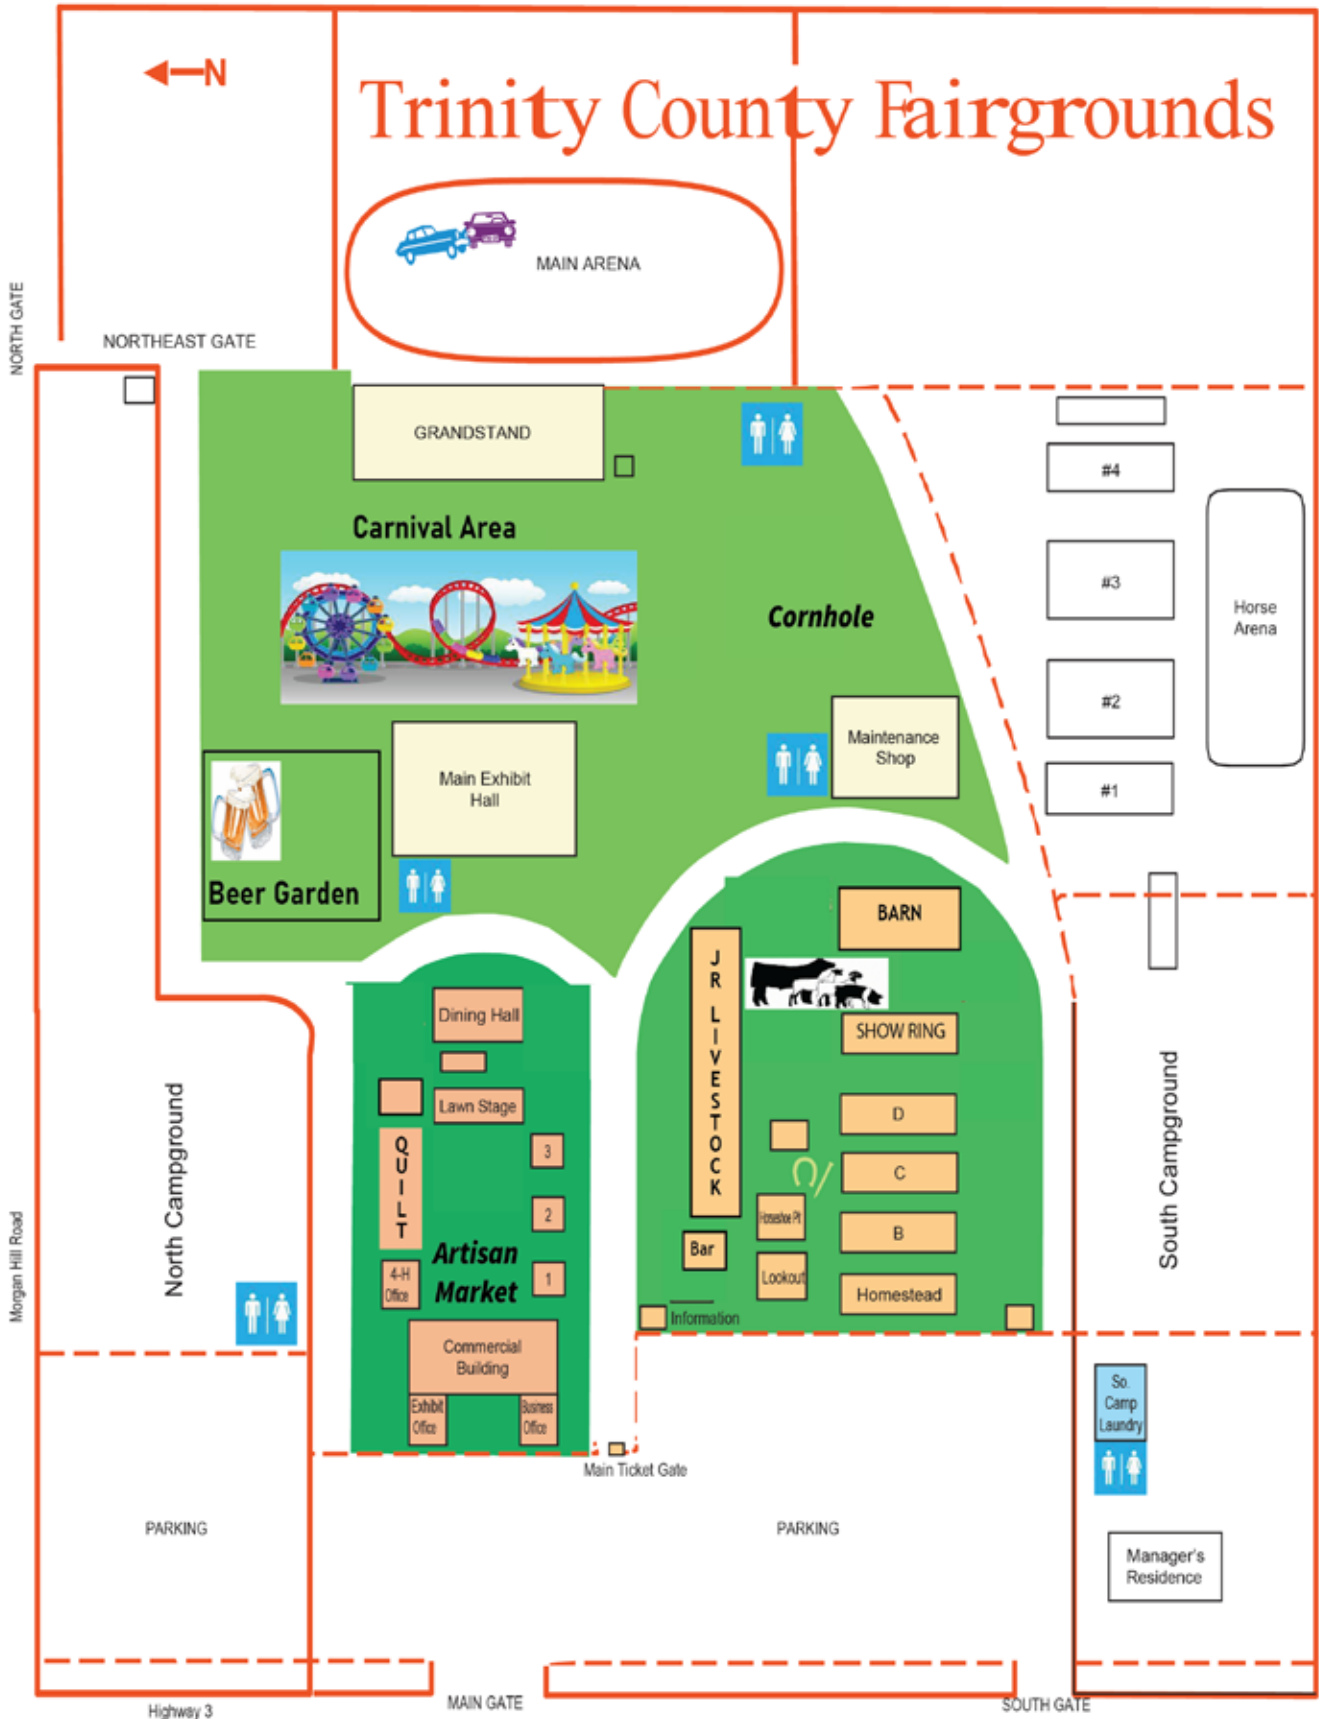 N
Trinity County Fairgrounds
MAIN ARENA
NORTH GATE
NORTHEAST GATE
GRANDSTAND
#4
Carnival Area
#3
Horse
Arena
Cornhole
#2
Maintenance
Shop
Main Exhibit
Hall
#1
Beer Garden
BARN
JR LIVESTOCK
Dining Hall
SHOW RING
Lawn Stage
D
QUILT
3
C
North Campground
South Campground
Horseshoe Pit
2
B
Morgan Hill Road
Artisan
Market
Bar
4-H
Office
1
Lookout
Homestead
Information
Commercial
Building
So.
Camp
Laundry
Exhibit
Office
Business
Office
Main Ticket Gate
PARKING
PARKING
Manager's
Residence
Highway 3
MAIN GATE
SOUTH GATE